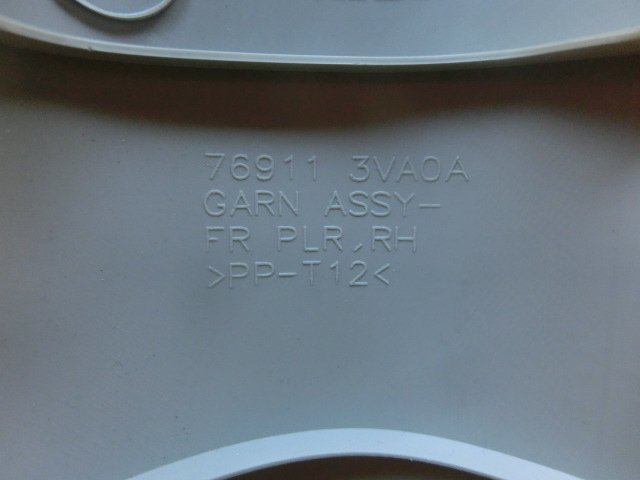 76911 3VA0A
GARN ASSY-
FR PLR,RH
>PP-T12<